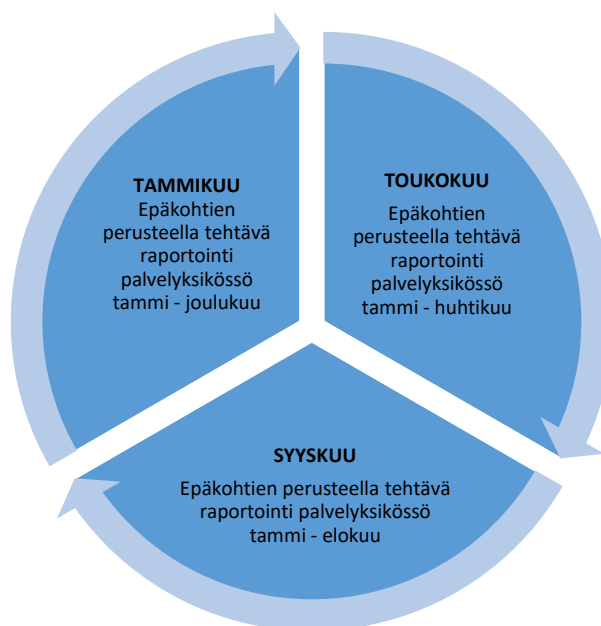 TAMMIKUU
Epäkohtien
perusteella tehtävä
raportointi
palvelyksikössö
tammi - joulukuu
TOUKOKUU
Epäkohtien
perusteella tehtävä
raportointi
palvelyksikössö
tammi - huhtikuu
SYYSKUU
Epäkohtien perusteella tehtävä
raportointi palvelyksikössö
tammi - elokuu